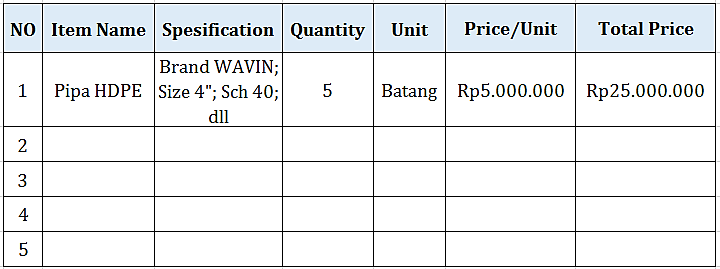 NO Item Name Spesification Quantity Unit Price/Unit Total Price
1 Pipa HDPE Brand WAVIN; Size 4"; Sch 40; dll 5 Batang Rp5.000.000 Rp25.000.000
2
3
4
5